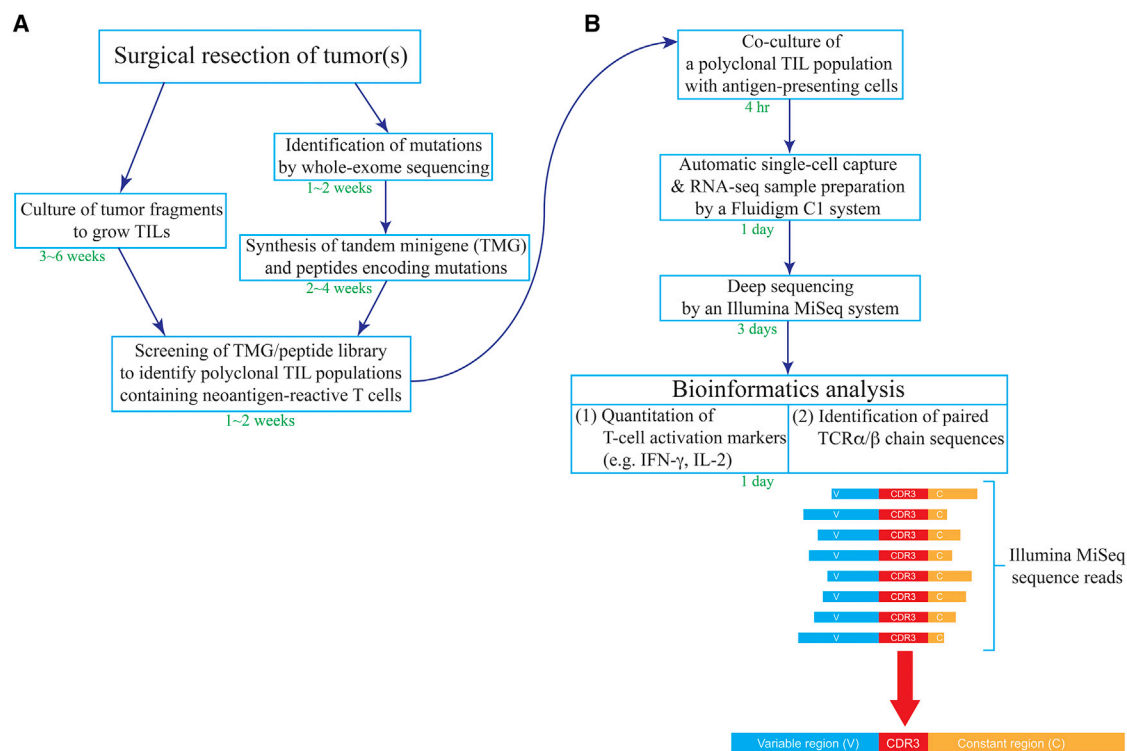 A
Surgical resection of tumor(s)
Identification of mutations
by whole-exome sequencing
1~2 weeks
Culture of tumor fragments
to grow TILs
3~6 weeks
Synthesis of tandem minigene (TMG)
and peptides encoding mutations
2~4 weeks
Screening of TMG/peptide library
to identify polyclonal TIL populations
containing neoantigen-reactive T cells
1~2 weeks
B
Co-culture of
a polyclonal TIL population
with antigen-presenting cells
4 hr
Automatic single-cell capture
& RNA-seq sample preparation
by a Fluidigm C1 system
1 day
Deep sequencing
by an Illumina MiSeq system
3 days
Bioinformatics analysis
(1) Quantitation of
T-cell activation markers
(e.g. IFN-γ, IL-2)
(2) Identification of paired
TCRα/β chain sequences
1 day
V CDR3 C
V CDR3 C
V CDR3 C
V CDR3 C
V CDR3 C
V CDR3 C
V CDR3 C
V CDR3 C
Illumina MiSeq
sequence reads
Variable region (V) CDR3 Constant region (C)